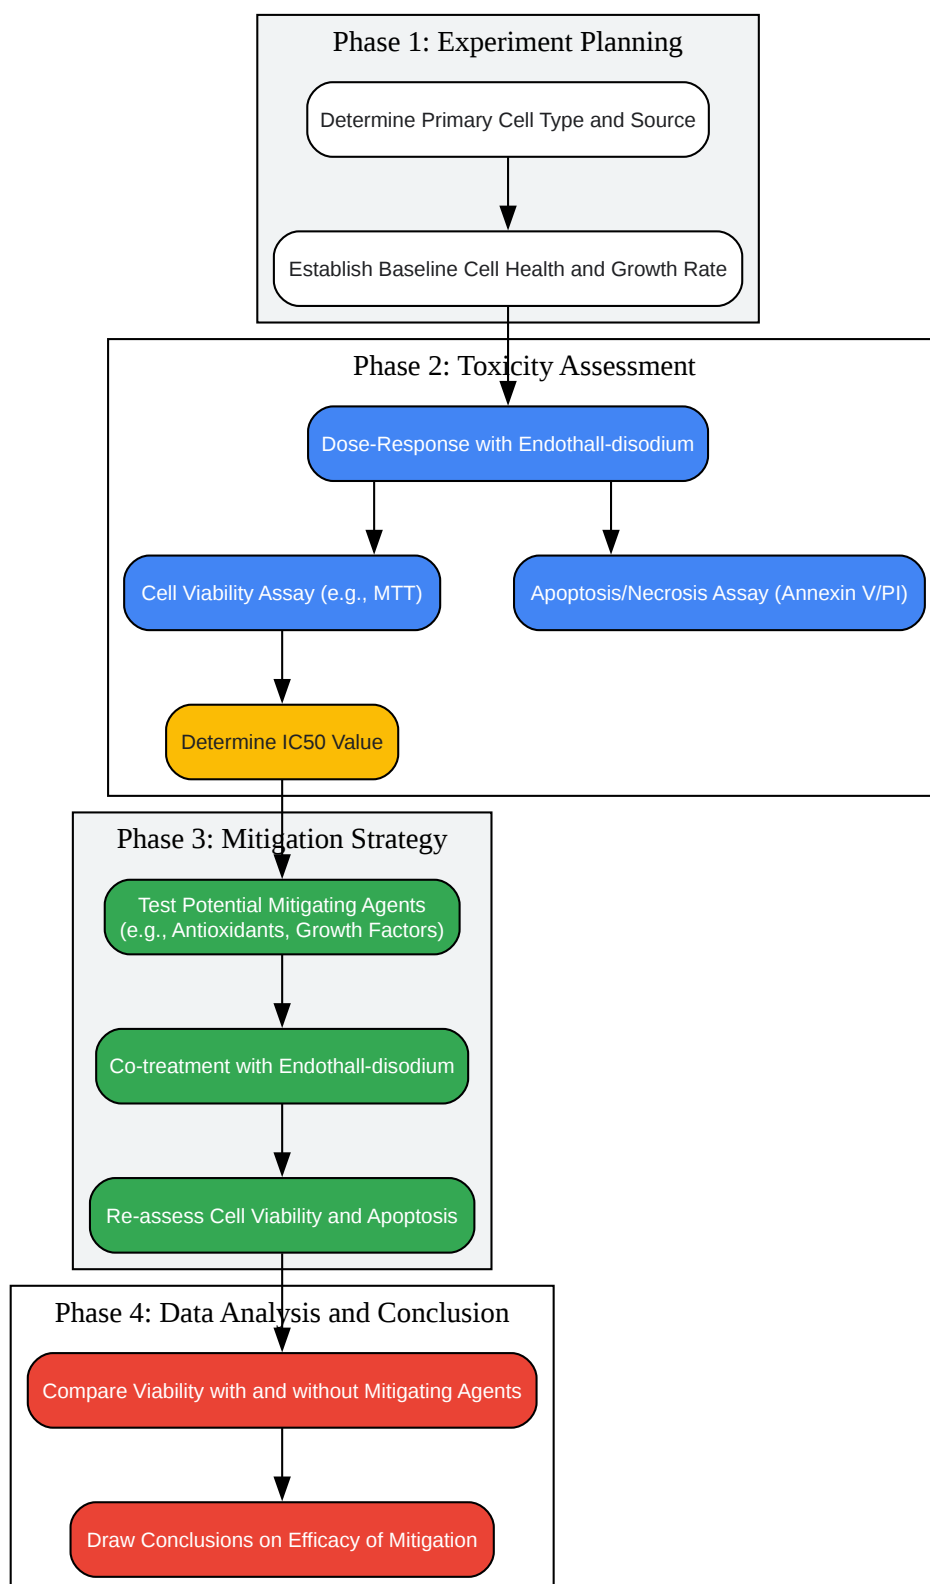 Phase 1: Experiment Planning
Determine Primary Cell Type and Source
Establish Baseline Cell Health and Growth Rate
Phase 2: Toxicity Assessment
Dose-Response with Endothall-disodium
Cell Viability Assay (e.g., MTT)
Apoptosis/Necrosis Assay (Annexin V/PI)
Determine IC50 Value
Phase 3: Mitigation Strategy
Test Potential Mitigating Agents
(e.g., Antioxidants, Growth Factors)
Co-treatment with Endothall-disodium
Re-assess Cell Viability and Apoptosis
Phase 4: Data Analysis and Conclusion
Compare Viability with and without Mitigating Agents
Draw Conclusions on Efficacy of Mitigation